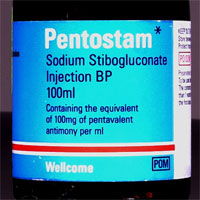 Pentostam*
Sodium Stibogluconate
Injection BP
100ml
Containing the equivalent
of 100mg of pentavalent
antimony per ml
Wellcome
POM